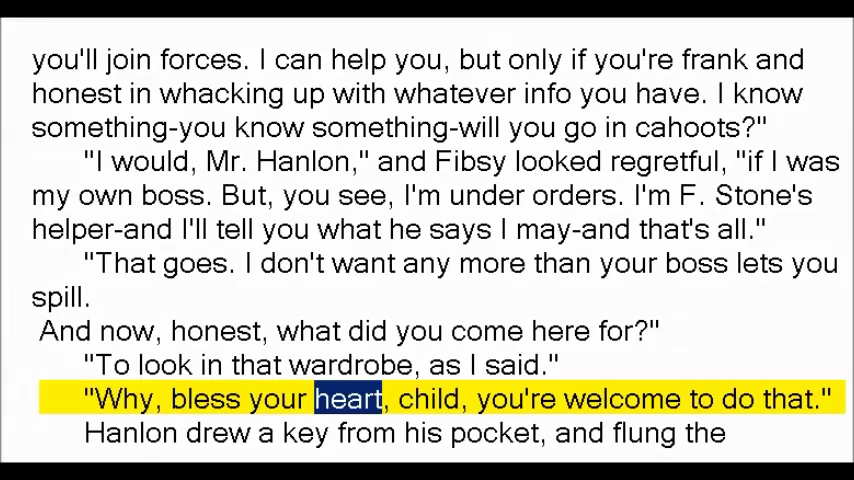 you'll join forces. I can help you, but only if you're frank and
honest in whacking up with whatever info you have. I know
something-you know something-will you go in cahoots?"
"I would, Mr. Hanlon," and Fibsy looked regretful, "if I was
my own boss. But, you see, I'm under orders. I'm F. Stone's
helper-and I'll tell you what he says I may-and that's all."
"That goes. I don't want any more than your boss lets you
spill.
And now, honest, what did you come here for?"
"To look in that wardrobe, as I said."
"Why, bless your heart, child, you're welcome to do that."
Hanlon drew a key from his pocket, and flung the